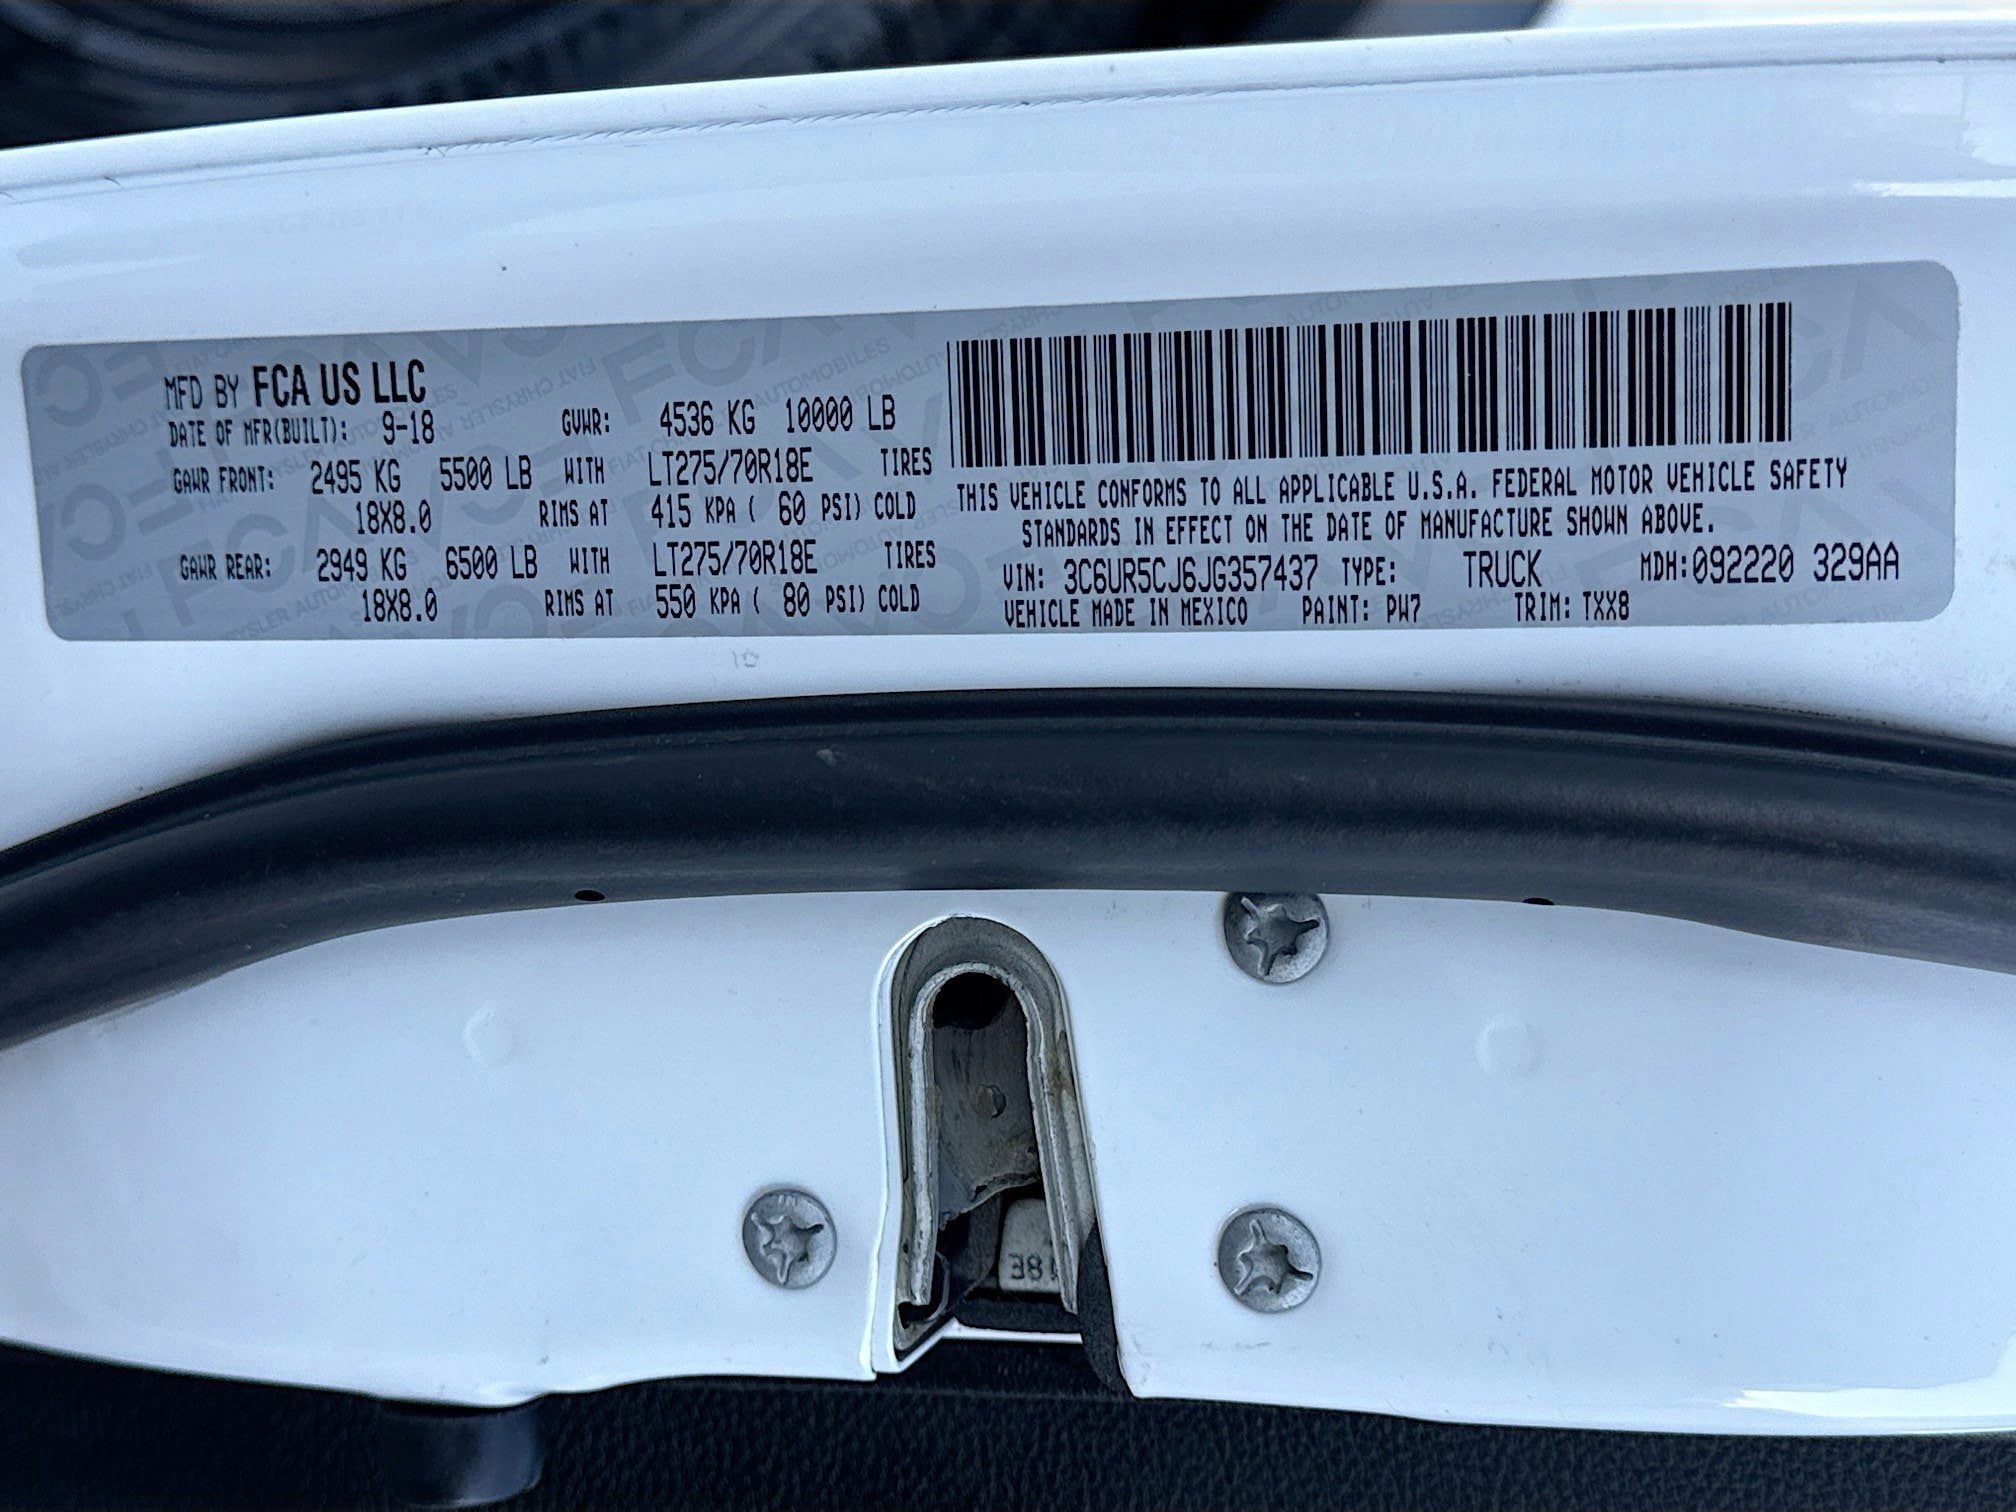 MFD BY FCA US LLC
DATE OF MFR(BUILT): 9-18 GVWR: 4536 KG 10000 LB
GAWR FRONT: 2495 KG 5500 LB WITH LT275/70R18E TIRES
18X8.0 RIMS AT 415 KPA ( 60 PSI) COLD
GAWR REAR: 2949 KG 6500 LB WITH LT275/70R18E TIRES
18X8.0 RIMS AT 550 KPA ( 80 PSI) COLD
THIS VEHICLE CONFORMS TO ALL APPLICABLE U.S.A. FEDERAL MOTOR VEHICLE SAFETY
STANDARDS IN EFFECT ON THE DATE OF MANUFACTURE SHOWN ABOVE.
VIN: 3C6UR5CJ6JG357437 TYPE: TRUCK MDH:092220 329AA
VEHICLE MADE IN MEXICO PAINT: PW7 TRIM: TXX8
381